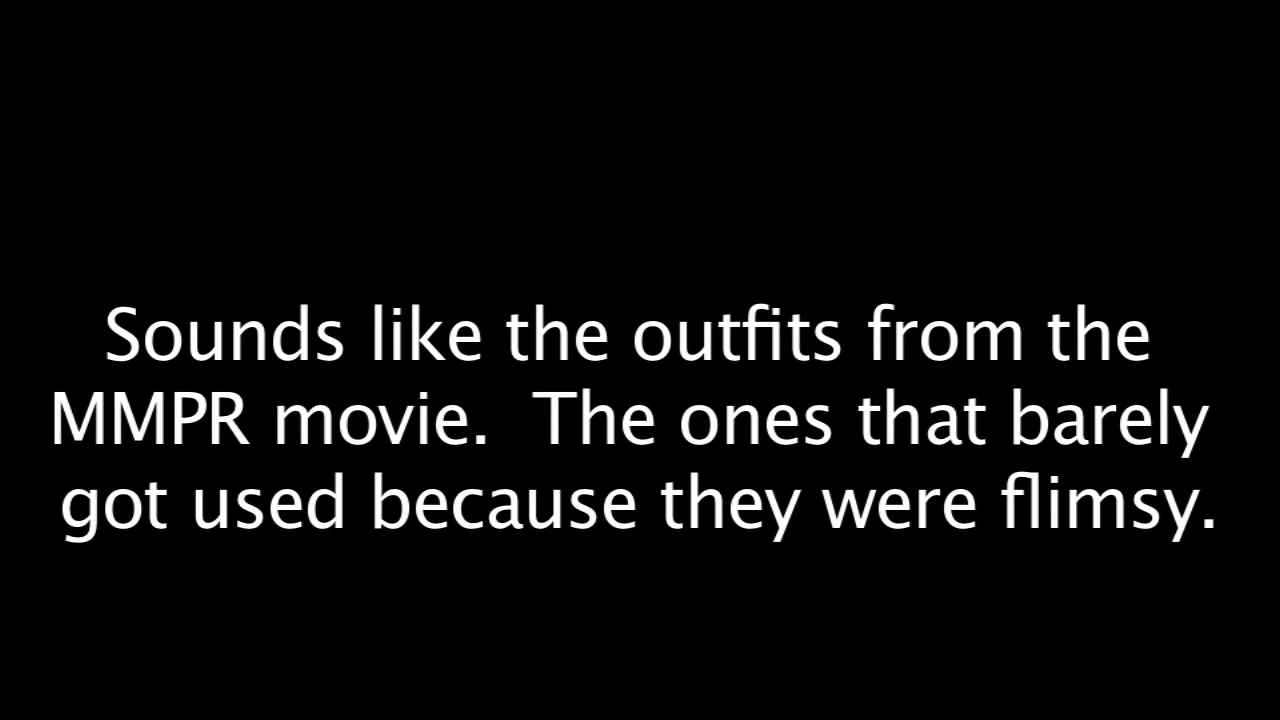 Sounds like the outfits from the
MMPR movie.  The ones that barely
got used because they were flimsy.